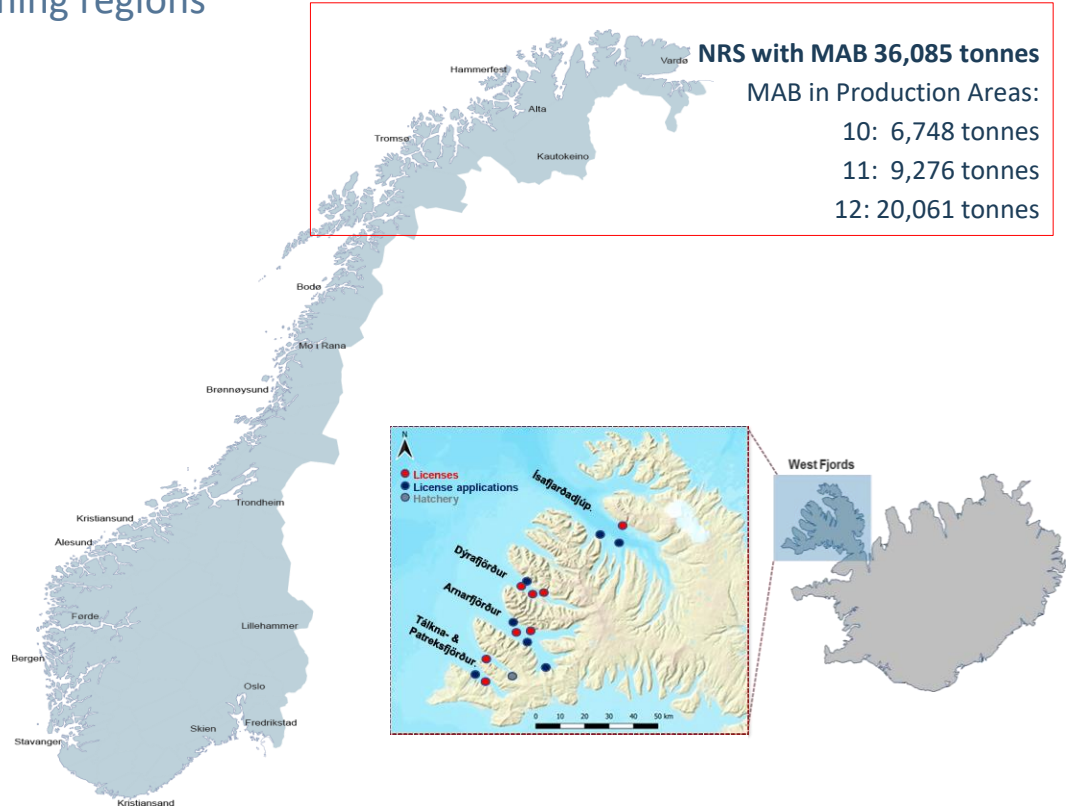 ning regions
NRS with MAB 36,085 tonnes
MAB in Production Areas:
10: 6,748 tonnes
11: 9,276 tonnes
12: 20,061 tonnes
Vardø
Hammerfest
Alta
Tromsø
Kautokeino
Bodø
Mo i Rana
Brønnøysund
Trondheim
Kristiansund
Ålesund
Førde
Lillehammer
Bergen
Oslo
Skien
Fredrikstad
Stavanger
Kristiansand
N
Licenses
License applications
Hatchery
Ísafjarðadjúp.
Dýrafjörður
Arnarfjörður
Tálkna- &
Patreksfjörður.
0 10 20 30 40 50 km
West Fjords